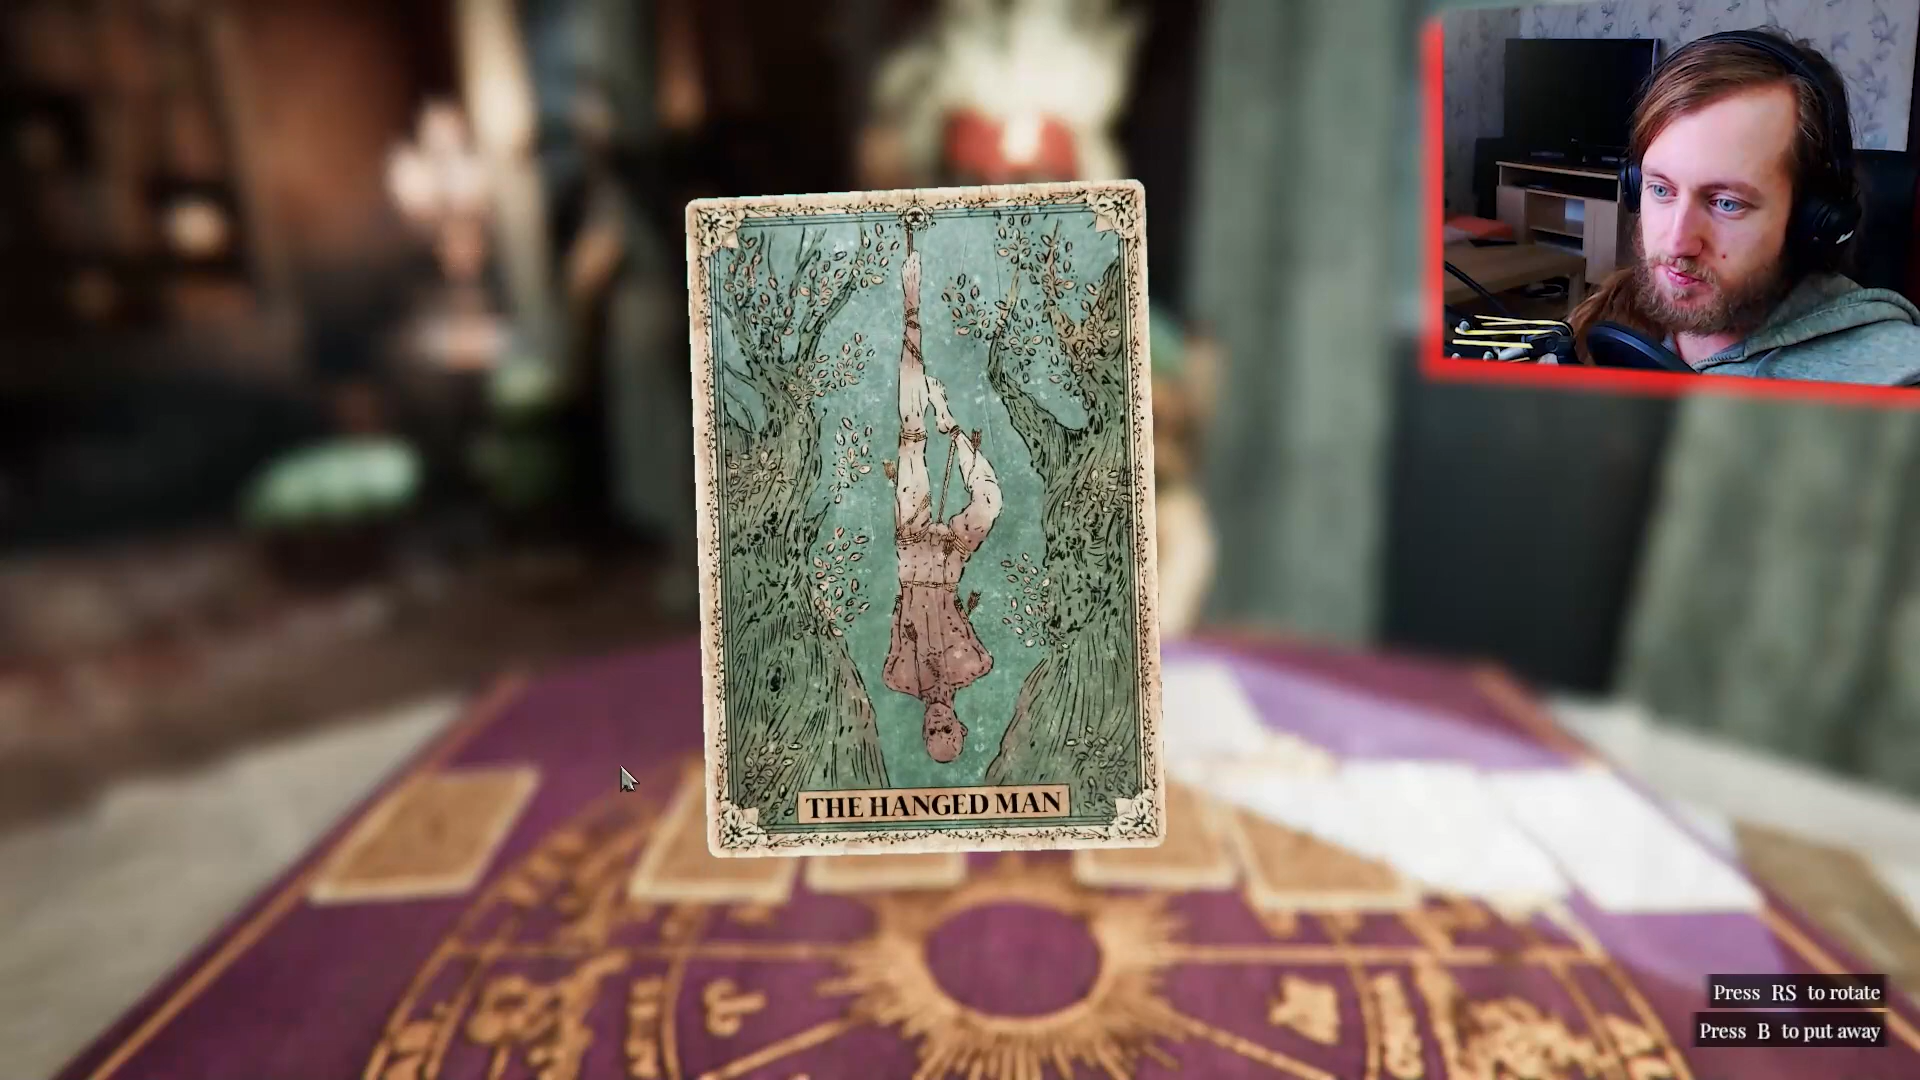 THE HANGED MAN
Press RS to rotate
Press B to put away